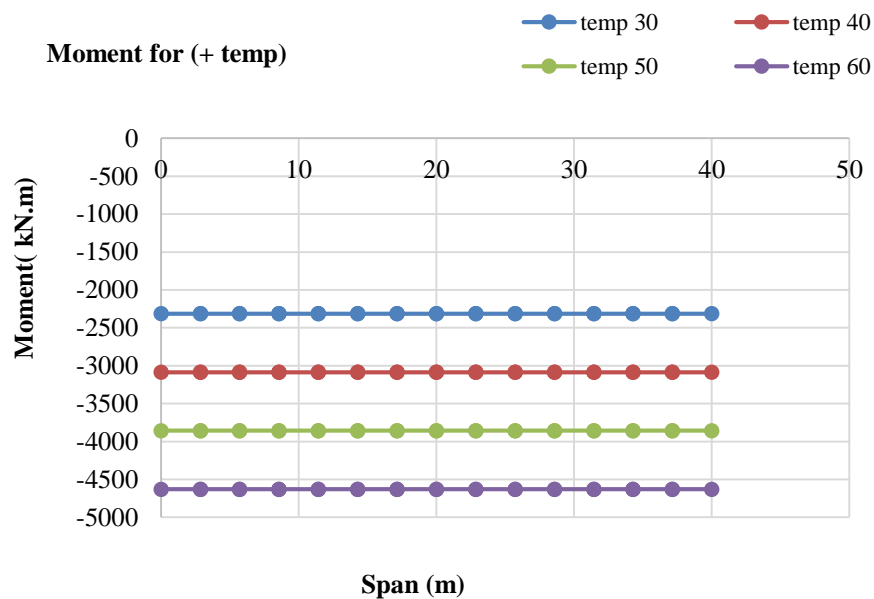 temp 30 temp 40
Moment for (+ temp)
temp 50 temp 60
0
0 10 20 30 40 50
-500
-1000
-1500
-2000
-2500
-3000
-3500
-4000
-4500
-5000
Moment( kN.m)
Span (m)